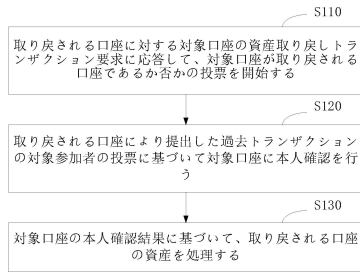 S110
取り戻される口座に対する対象口座の資産取り戻しトラ
ンザクション要求に応答して、対象口座が取り戻される
口座であるか否かの投票を開始する
S120
取り戻される口座により提出した過去トランザクション
の対象参加者の投票に基づいて対象口座に本人確認を行
う
S130
対象口座の本人確認結果に基づいて、取り戻される口座
の資産を処理する